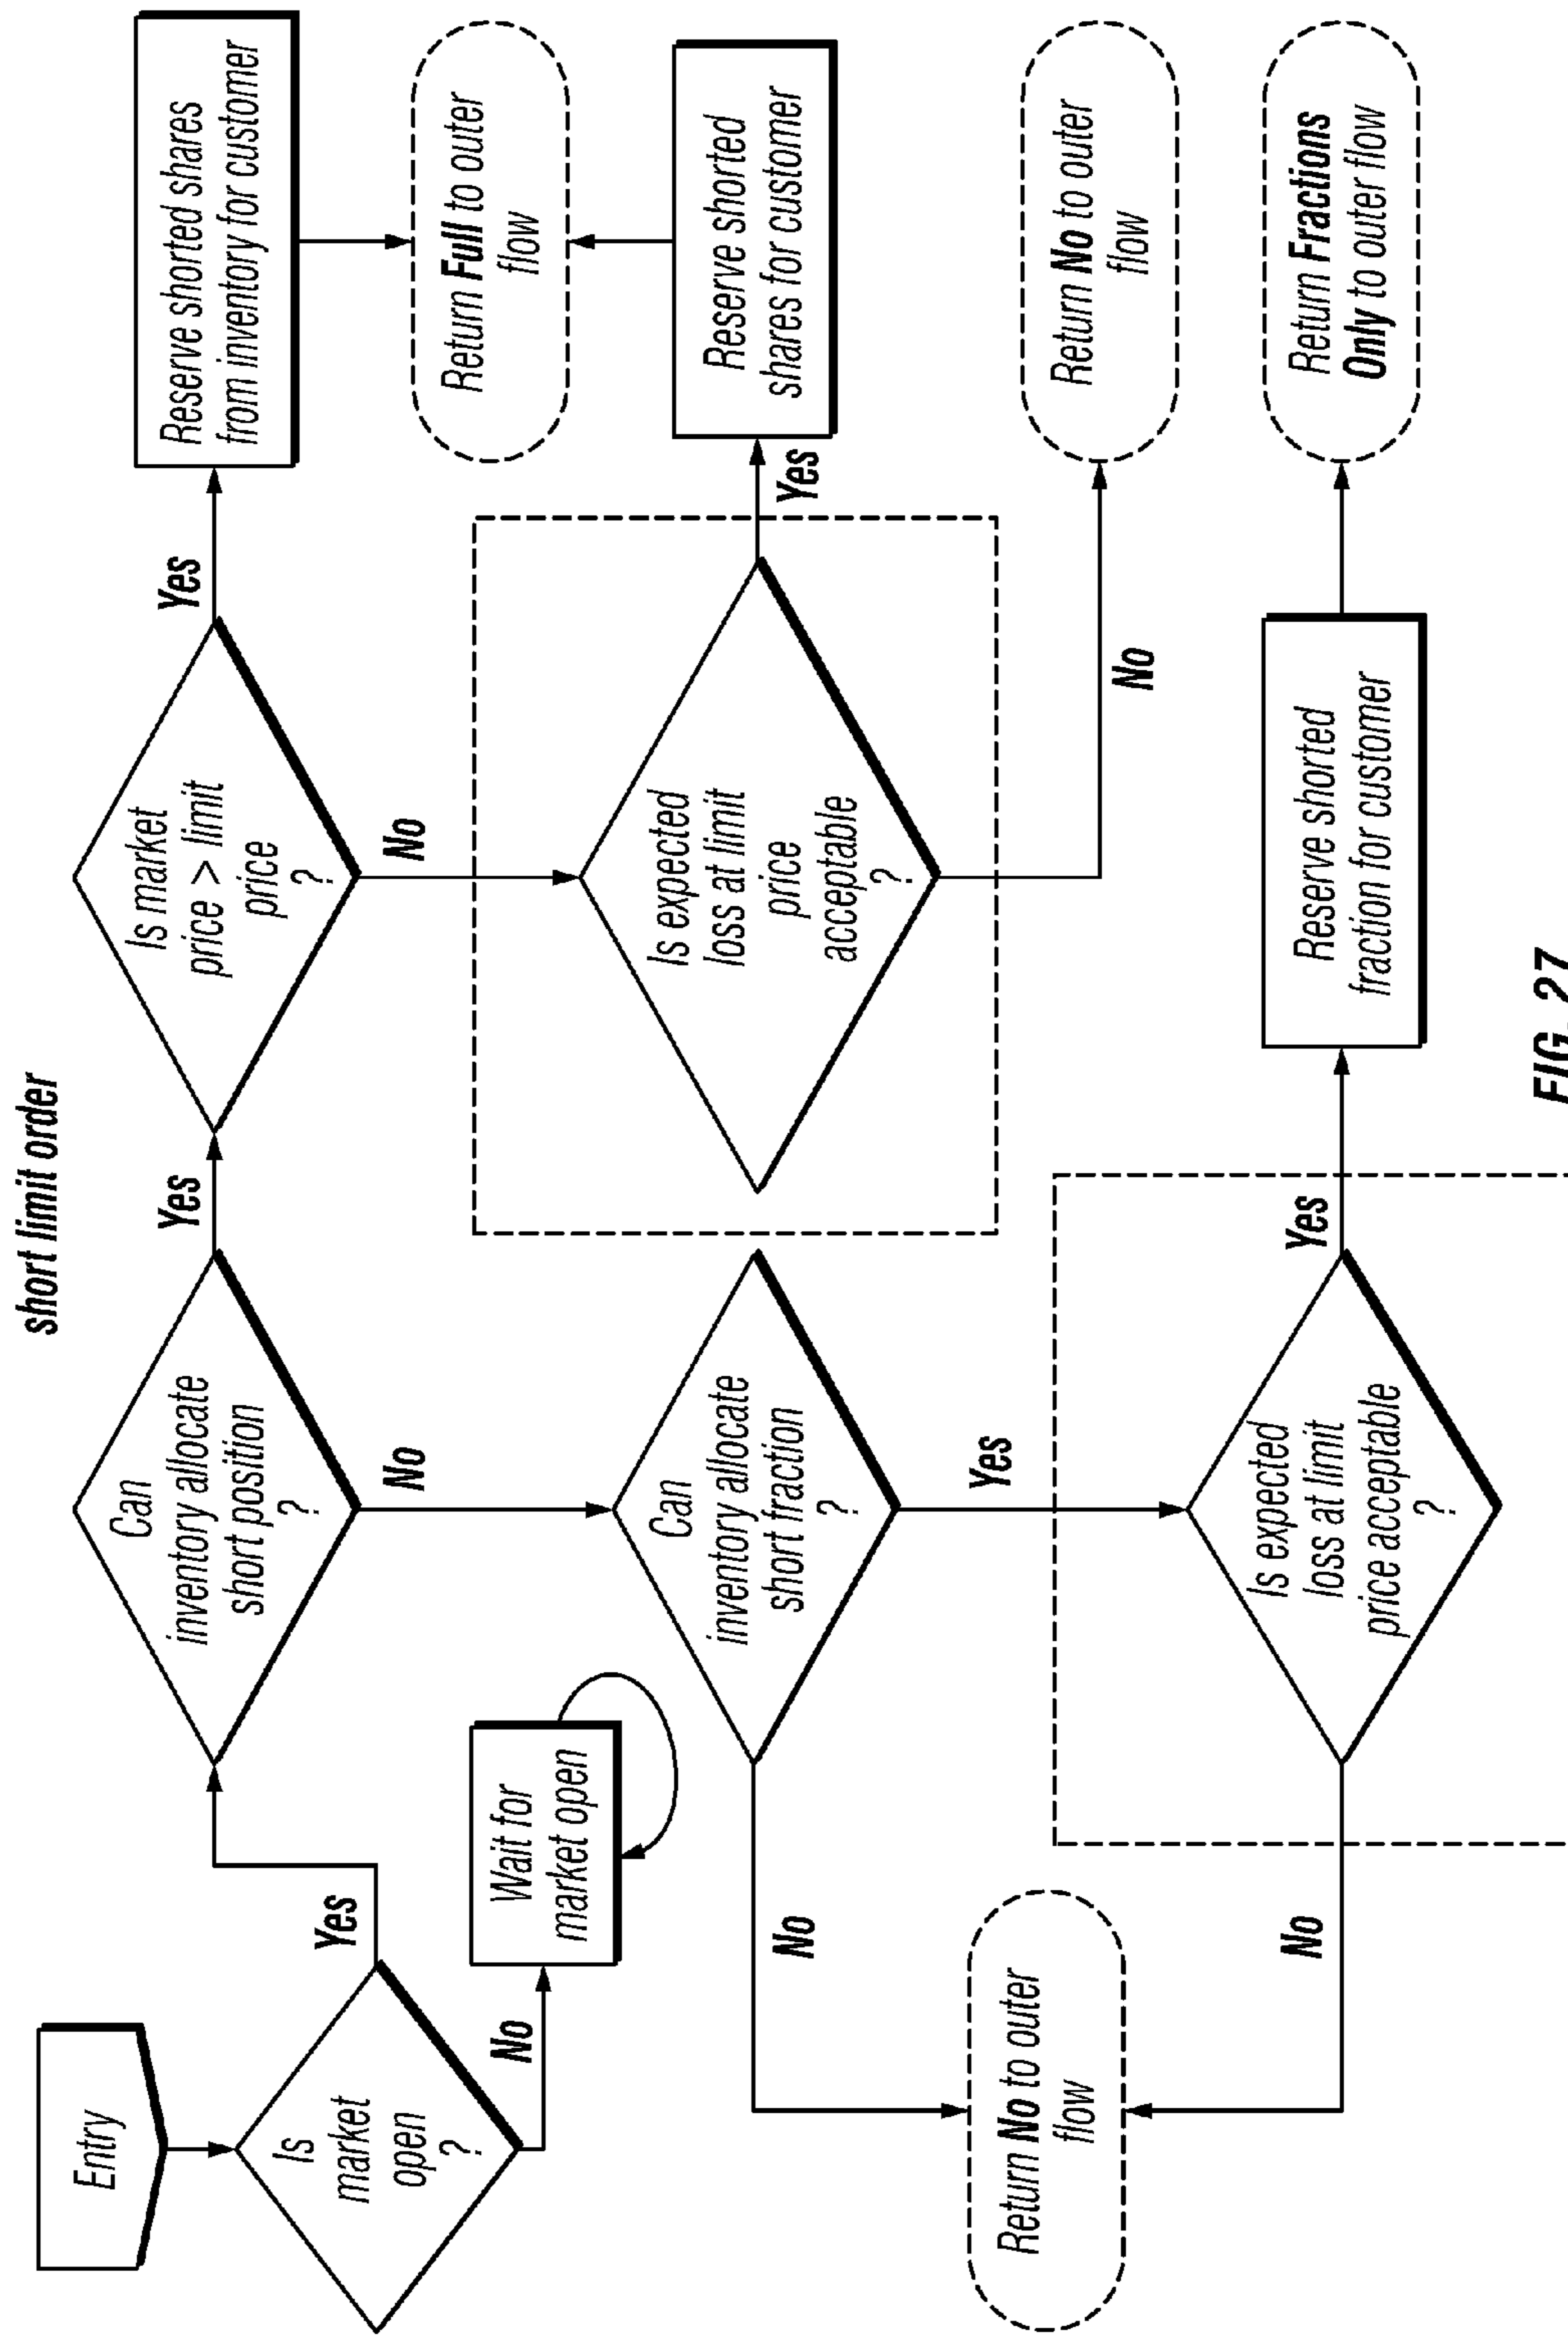 short limit order
Entry
Is
market
open
?
Yes
No
Wait for
market open
Can
inventory allocate
short position
?
Yes
No
Is market
price > limit
price
?
Yes
No
Reserve shorted shares
from inventory for customer
Return Full to outer
flow
Is expected
loss at limit
price
acceptable
?
Yes
No
Reserve shorted
shares for customer
Return No to outer
flow
Can
inventory allocate
short fraction
?
No
Yes
Return No to outer
flow
Is expected
loss at limit
price acceptable
?
No
Yes
Reserve shorted
fraction for customer
Return Fractions
Only to outer flow
FIG. 27